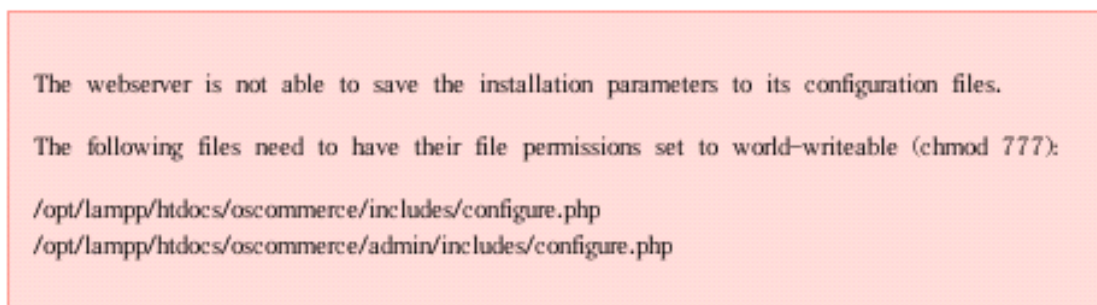 The webserver is not able to save the installation parameters to its configuration files.
The following files need to have their file permissions set to world-writeable (chmod 777):
/opt/lampp/htdocs/oscommerce/includes/configure.php
/opt/lampp/htdocs/oscommerce/admin/includes/configure.php